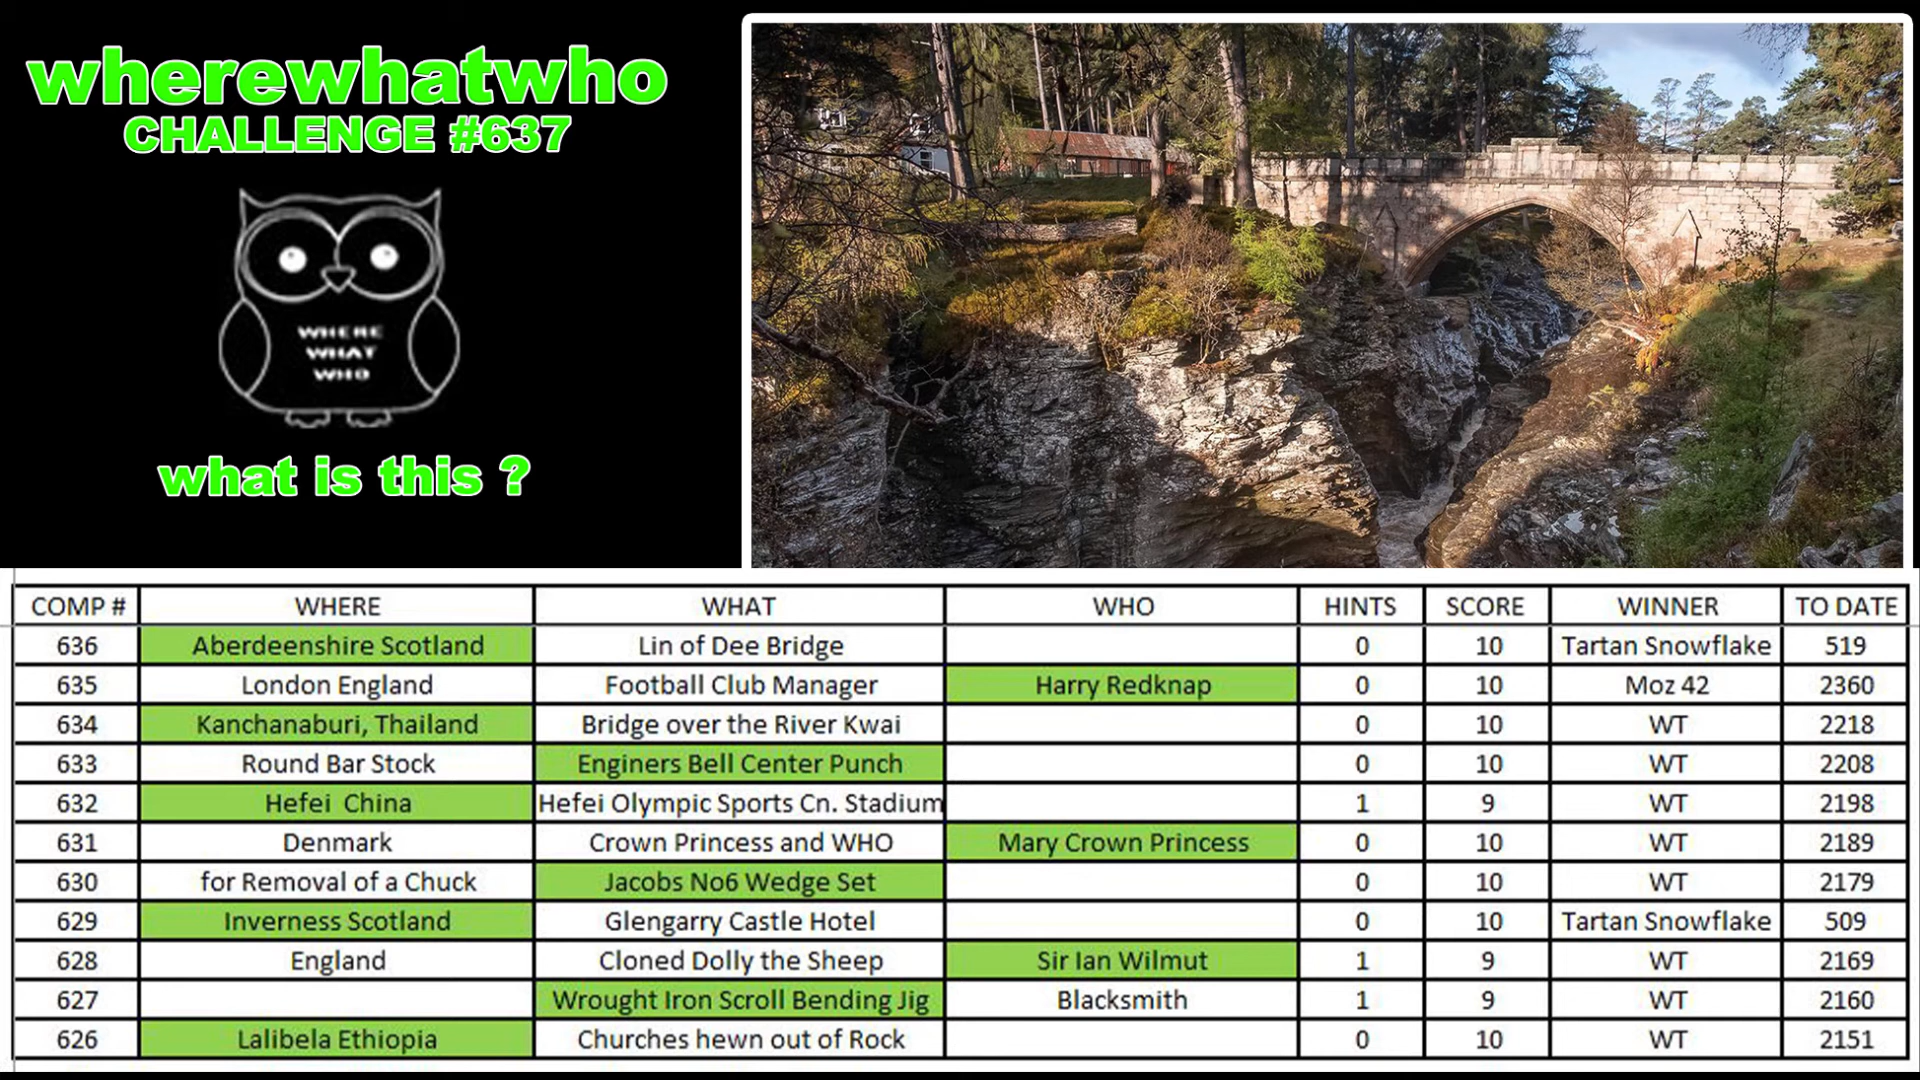 wherewhatwho
CHALLENGE #637
WHERE
WHAT
WHO
what is this ?
COMP # WHERE WHAT WHO HINTS SCORE WINNER TO DATE
636 Aberdeenshire Scotland Lin of Dee Bridge 0 10 Tartan Snowflake 519
635 London England Football Club Manager Harry Redknap 0 10 Moz 42 2360
634 Kanchanaburi, Thailand Bridge over the River Kwai 0 10 WT 2218
633 Round Bar Stock Enginers Bell Center Punch 0 10 WT 2208
632 Hefei China Hefei Olympic Sports Cn. Stadium 1 9 WT 2198
631 Denmark Crown Princess and WHO Mary Crown Princess 0 10 WT 2189
630 for Removal of a Chuck Jacobs No6 Wedge Set 0 10 WT 2179
629 Inverness Scotland Glengarry Castle Hotel 0 10 Tartan Snowflake 509
628 England Cloned Dolly the Sheep Sir Ian Wilmut 1 9 WT 2169
627 Wrought Iron Scroll Bending Jig Blacksmith 1 9 WT 2160
626 Lalibela Ethiopia Churches hewn out of Rock 0 10 WT 2151